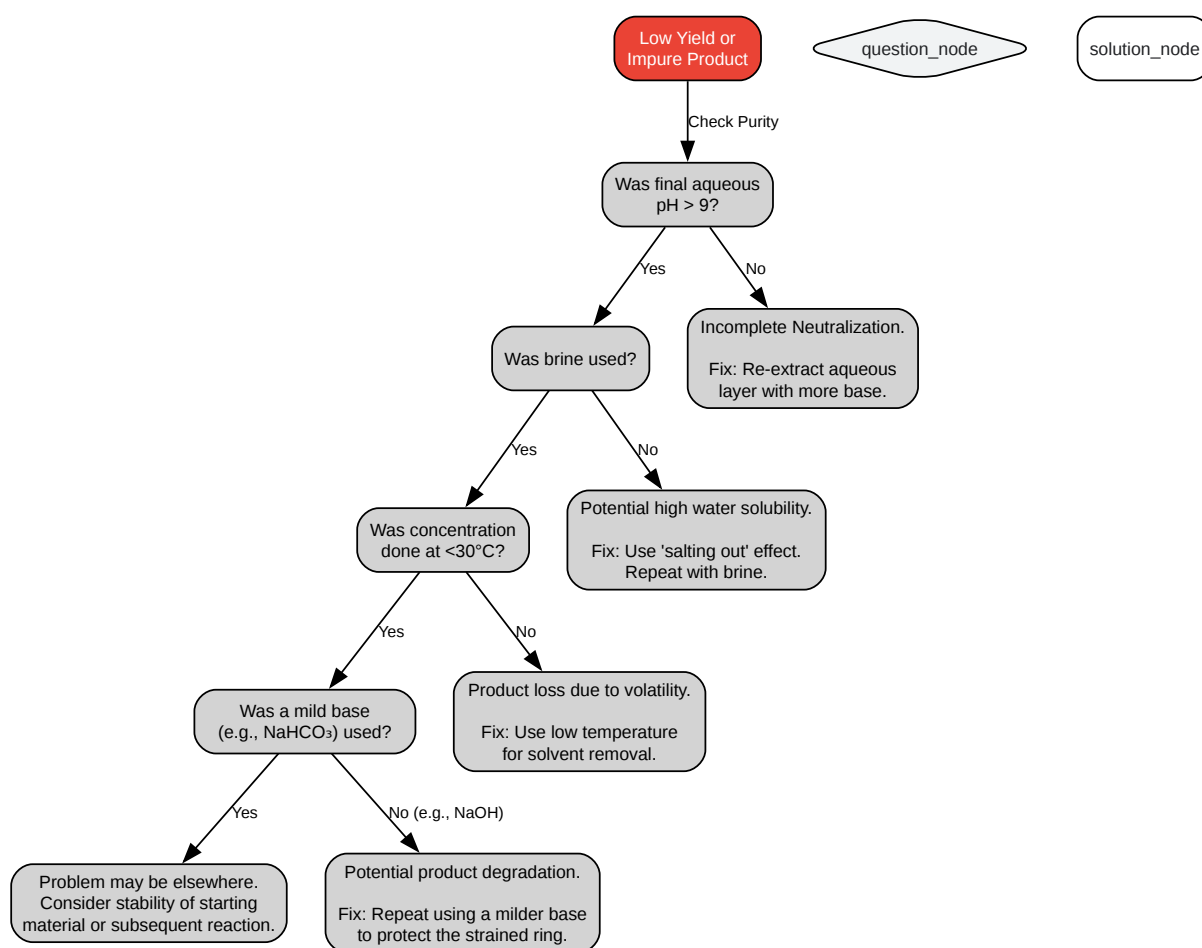 Low Yield or
Impure Product
question_node
solution_node
Check Purity
Was final aqueous
pH > 9?
Yes
No
Was brine used?
Incomplete Neutralization.
Fix: Re-extract aqueous
layer with more base.
Yes
No
Was concentration
done at <30°C?
Potential high water solubility.
Fix: Use 'salting out' effect.
Repeat with brine.
Yes
No
Was a mild base
(e.g., NaHCO₃) used?
Product loss due to volatility.
Fix: Use low temperature
for solvent removal.
Yes
No (e.g., NaOH)
Problem may be elsewhere.
Consider stability of starting
material or subsequent reaction.
Potential product degradation.
Fix: Repeat using a milder base
to protect the strained ring.